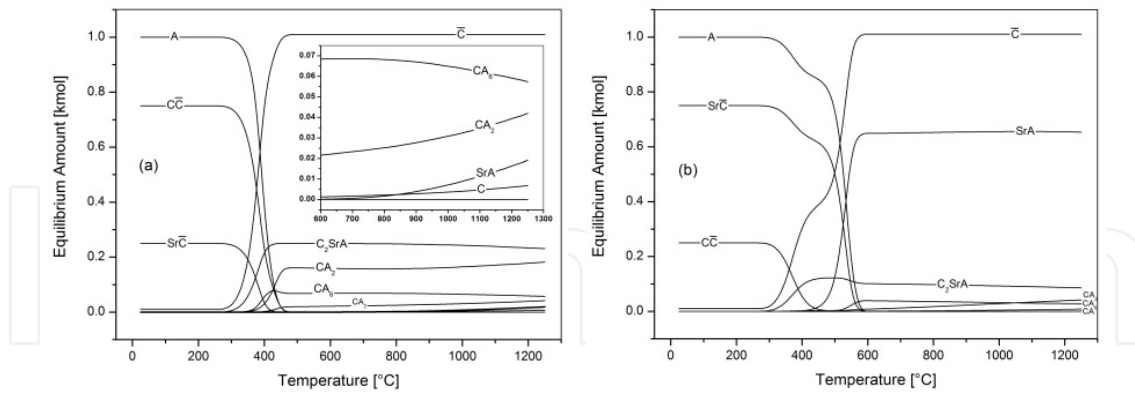 Equilibrium Amount [kmol]
1.0
0.8
0.6
0.4
0.2
0.0
A
CC̅
(a)
SrC̅
C̅
0.07
0.06
0.05
0.04
0.03
0.02
0.01
0.00
CA₆
CA₂
SrA
C
600 700 800 900 1000 1100 1200 1300
C₂SrA
CA₂
CA₆
0 200 400 600 800 1000 1200
Temperature [°C]
Equilibrium Amount [kmol]
1.0
0.8
0.6
0.4
0.2
0.0
A
SrC̅
(b)
CC̅
C̅
SrA
C₂SrA
0 200 400 600 800 1000 1200
Temperature [°C]